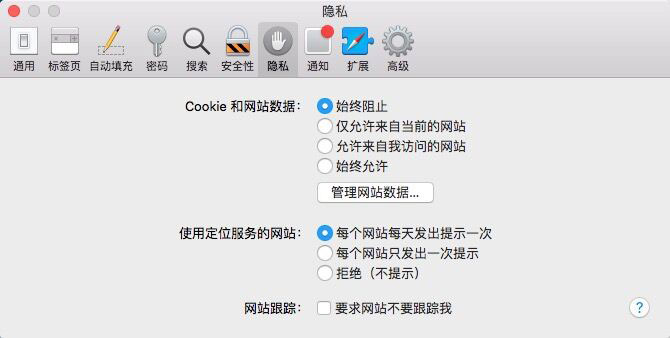 隐私
通用 标签页 自动填充 密码 搜索 安全性 隐私 通知 扩展 高级
Cookie 和网站数据： 始终阻止
仅允许来自当前的网站
允许来自我访问的网站
始终允许
管理网站数据...
使用定位服务的网站： 每个网站每天发出提示一次
每个网站只发出一次提示
拒绝（不提示）
网站跟踪： 要求网站不要跟踪我 ?